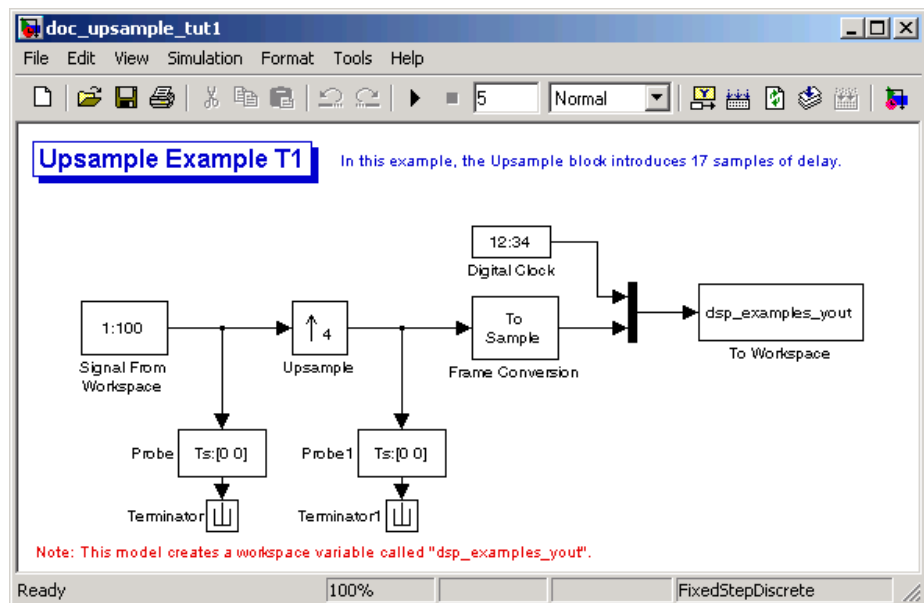 doc_upsample_tut1
File Edit View Simulation Format Tools Help
5 Normal
Upsample Example T1
In this example, the Upsample block introduces 17 samples of delay.
12:34
Digital Clock
1:100
Signal From
Workspace
4
Upsample
To
Sample
Frame Conversion
dsp_examples_yout
To Workspace
Probe
Ts:[0 0]
Probe1
Ts:[0 0]
Terminator
Terminator1
Note: This model creates a workspace variable called "dsp_examples_yout".
Ready 100% FixedStepDiscrete